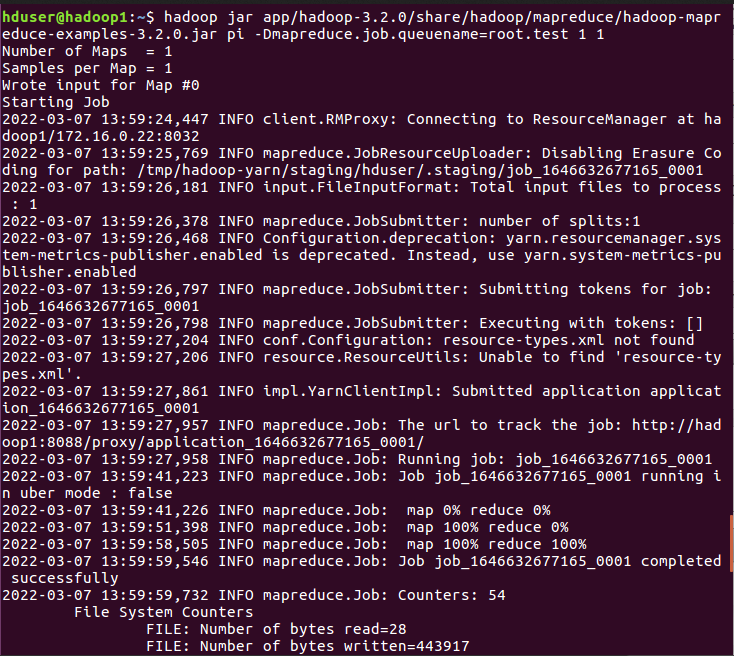 hduser@hadoop1:~$ hadoop jar app/hadoop-3.2.0/share/hadoop/mapreduce/hadoop-mapr
educe-examples-3.2.0.jar pi -Dmapreduce.job.queuename=root.test 1 1
Number of Maps  = 1
Samples per Map = 1
Wrote input for Map #0
Starting Job
2022-03-07 13:59:24,447 INFO client.RMProxy: Connecting to ResourceManager at ha
doop1/172.16.0.22:8032
2022-03-07 13:59:25,769 INFO mapreduce.JobResourceUploader: Disabling Erasure Co
ding for path: /tmp/hadoop-yarn/staging/hduser/.staging/job_1646632677165_0001
2022-03-07 13:59:26,181 INFO input.FileInputFormat: Total input files to process
 : 1
2022-03-07 13:59:26,378 INFO mapreduce.JobSubmitter: number of splits:1
2022-03-07 13:59:26,468 INFO Configuration.deprecation: yarn.resourcemanager.sys
tem-metrics-publisher.enabled is deprecated. Instead, use yarn.system-metrics-pu
blisher.enabled
2022-03-07 13:59:26,797 INFO mapreduce.JobSubmitter: Submitting tokens for job: 
job_1646632677165_0001
2022-03-07 13:59:26,798 INFO mapreduce.JobSubmitter: Executing with tokens: []
2022-03-07 13:59:27,204 INFO conf.Configuration: resource-types.xml not found
2022-03-07 13:59:27,206 INFO resource.ResourceUtils: Unable to find 'resource-ty
pes.xml'.
2022-03-07 13:59:27,861 INFO impl.YarnClientImpl: Submitted application applicat
ion_1646632677165_0001
2022-03-07 13:59:27,957 INFO mapreduce.Job: The url to track the job: http://had
oop1:8088/proxy/application_1646632677165_0001/
2022-03-07 13:59:27,958 INFO mapreduce.Job: Running job: job_1646632677165_0001
2022-03-07 13:59:41,223 INFO mapreduce.Job: Job job_1646632677165_0001 running i
n uber mode : false
2022-03-07 13:59:41,226 INFO mapreduce.Job:  map 0% reduce 0%
2022-03-07 13:59:51,398 INFO mapreduce.Job:  map 100% reduce 0%
2022-03-07 13:59:58,505 INFO mapreduce.Job:  map 100% reduce 100%
2022-03-07 13:59:59,546 INFO mapreduce.Job: Job job_1646632677165_0001 completed
 successfully
2022-03-07 13:59:59,732 INFO mapreduce.Job: Counters: 54
        File System Counters
                FILE: Number of bytes read=28
                FILE: Number of bytes written=443917